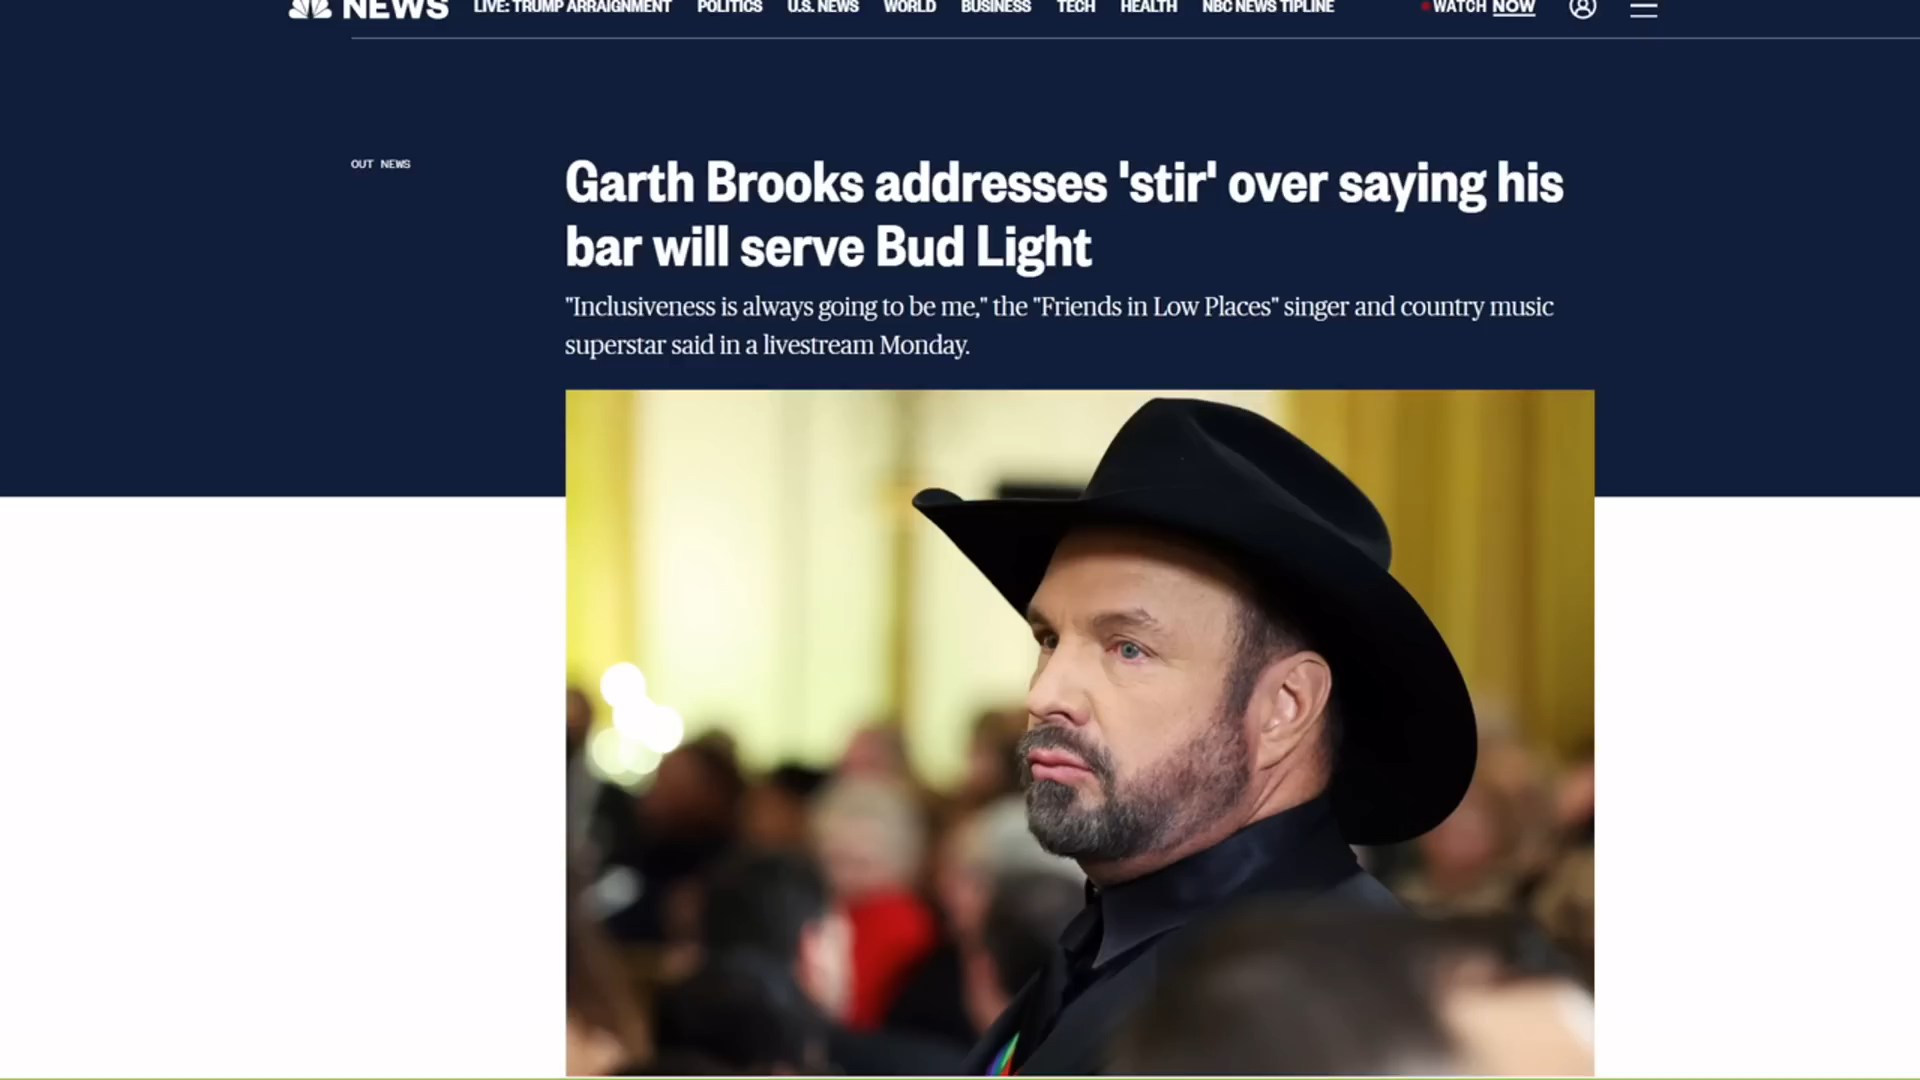 NEWS LIVE: TRUMP ARRAIGNMENT POLITICS U.S. NEWS WORLD BUSINESS TECH HEALTH NBC NEWS TIPLINE WATCH NOW
OUT NEWS
Garth Brooks addresses 'stir' over saying his
bar will serve Bud Light
"Inclusiveness is always going to be me," the "Friends in Low Places" singer and country music
superstar said in a livestream Monday.